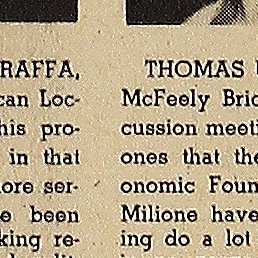 RAFFA,
can Loc-
his pro-
in that
ore ser-
e been
king re-
THOMAS
McFeely Bric
cussion meeti
ones that the
onomic Foun
Milione have
ing do a lot